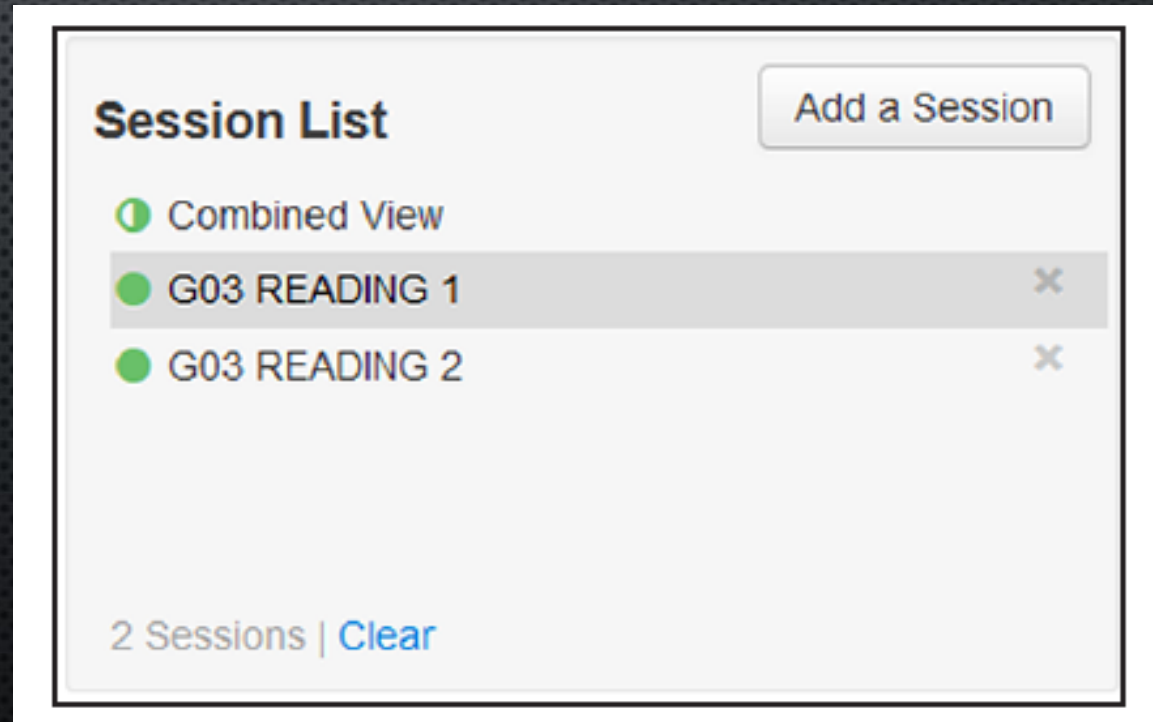 Session List
Add a Session
Combined View
G03 READING 1
G03 READING 2
2 Sessions | Clear